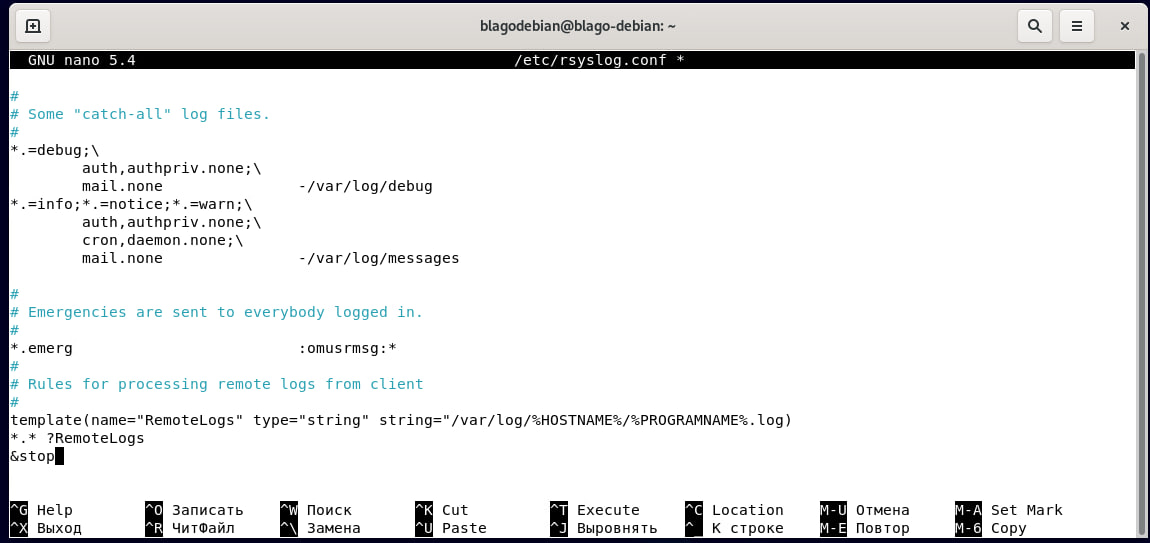 blagodebian@blago-debian: ~
GNU nano 5.4 /etc/rsyslog.conf *
#
# Some "catch-all" log files.
#
*.=debug;\
auth,authpriv.none;\
mail.none -/var/log/debug
*.=info;*.=notice;*.=warn;\
auth,authpriv.none;\
cron,daemon.none;\
mail.none -/var/log/messages
#
# Emergencies are sent to everybody logged in.
#
*.emerg :omusrmsg:*
#
# Rules for processing remote logs from client
#
template(name="RemoteLogs" type="string" string="/var/log/%HOSTNAME%/%PROGRAMNAME%.log)
*.* ?RemoteLogs
&stop
^G Help ^O Записать ^W Поиск ^K Cut ^T Execute ^C Location M-U Отмена M-A Set Mark
^X Выход ^R ЧитФайл ^\ Замена ^U Paste ^J Выровнять ^_ К строке M-E Повтор M-6 Copy